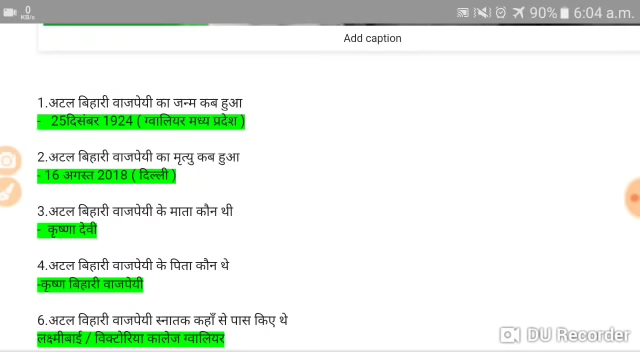 0
KB/s
90% 6:04 a.m.
Add caption
1.अटल बिहारी वाजपेयी का जन्म कब हुआ
- 25दिसंबर 1924 ( ग्वालियर मध्य प्रदेश )
2.अटल बिहारी वाजपेयी का मृत्यु कब हुआ
- 16 अगस्त 2018 ( दिल्ली )
3.अटल बिहारी वाजपेयी के माता कौन थी
- कृष्णा देवी
4.अटल बिहारी वाजपेयी के पिता कौन थे
-कृष्ण बिहारी वाजपेयी
6.अटल विहारी वाजपेयी स्नातक कहाँ से पास किए थे
लक्ष्मीबाई / विक्टोरिया कालेज ग्वालियर
DU Recorder